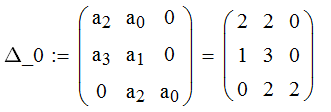 Δ_0 := ( a₂ a₀ 0 ) = ( 2 2 0 )
( a₃ a₁ 0 ) ( 1 3 0 )
( 0 a₂ a₀ ) ( 0 2 2 )